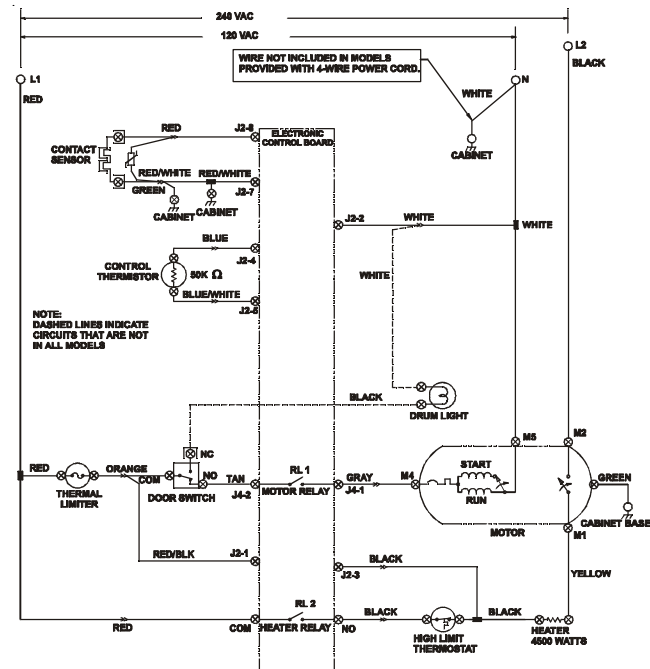 240 VAC
120 VAC
WIRE NOT INCLUDED IN MODELS
PROVIDED WITH 4-WIRE POWER CORD.
L1
RED
N
L2
BLACK
WHITE
CABINET
RED
J2-6
ELECTRONIC
CONTROL BOARD
CONTACT
SENSOR
RED/WHITE
RED/WHITE
GREEN
J2-7
CABINET
CABINET
J2-2
WHITE
WHITE
BLUE
J2-4
CONTROL
THERMISTOR
50K Ω
BLUE/WHITE
J2-5
WHITE
NOTE:
DASHED LINES INDICATE
CIRCUITS THAT ARE NOT
IN ALL MODELS
BLACK
DRUM LIGHT
M5
M2
NC
RED
ORANGE
COM
NO
TAN
RL 1
GRAY
M4
START
RUN
GREEN
THERMAL
LIMITER
DOOR SWITCH
J4-2
MOTOR RELAY
J4-1
CABINET BASE
MOTOR
M1
RED/BLK
J2-1
BLACK
J2-3
YELLOW
RL 2
BLACK
BLACK
RED
COM
HEATER RELAY
NO
HIGH LIMIT
THERMOSTAT
HEATER
4500 WATTS